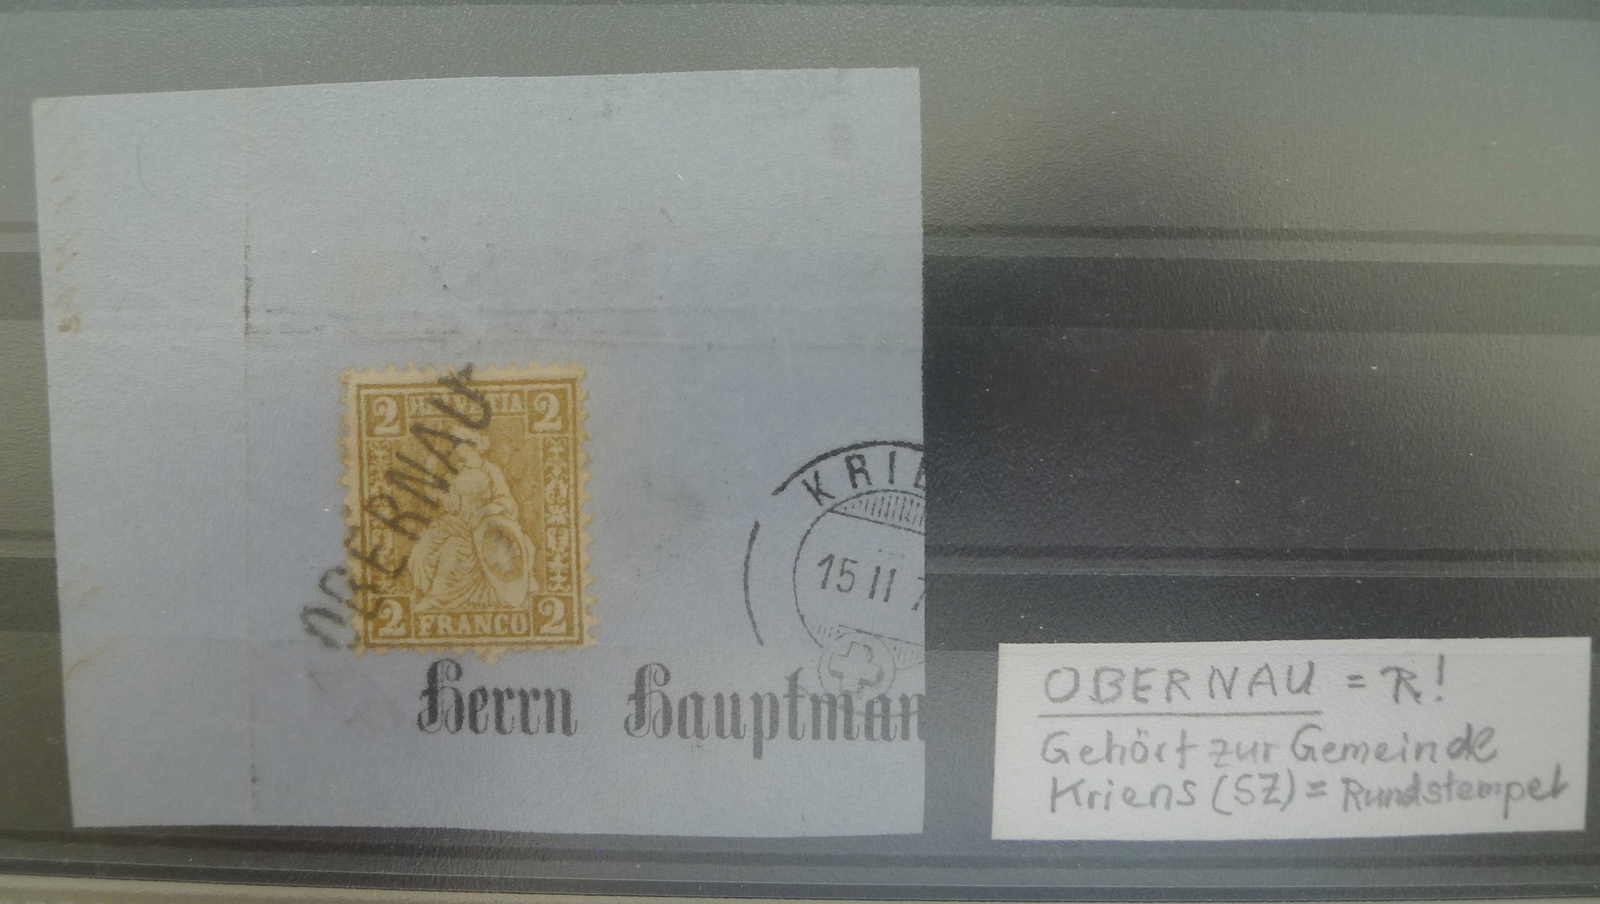 2 HELVETIA 2
OBERNAU
2 FRANCO 2
KRIE
15 II 7
Herrn Hauptman
OBERNAU = R!
Gehört zur Gemeinde
Kriens (SZ) = Rundstempel